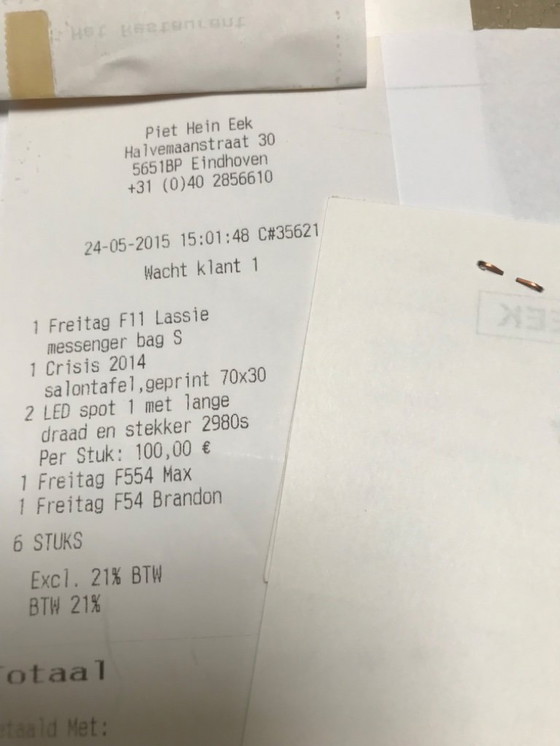 Piet Hein Eek
Halvemaanstraat 30
5651BP Eindhoven
+31 (0)40 2856610
24-05-2015 15:01:48 C#35621
Wacht klant 1
1 Freitag F11 Lassie
messenger bag S
1 Crisis 2014
salontafel,geprint 70x30
2 LED spot 1 met lange
draad en stekker 2980s
Per Stuk: 100,00 €
1 Freitag F554 Max
1 Freitag F54 Brandon
6 STUKS
Excl. 21% BTW
BTW 21%
otaal
etaald Met: